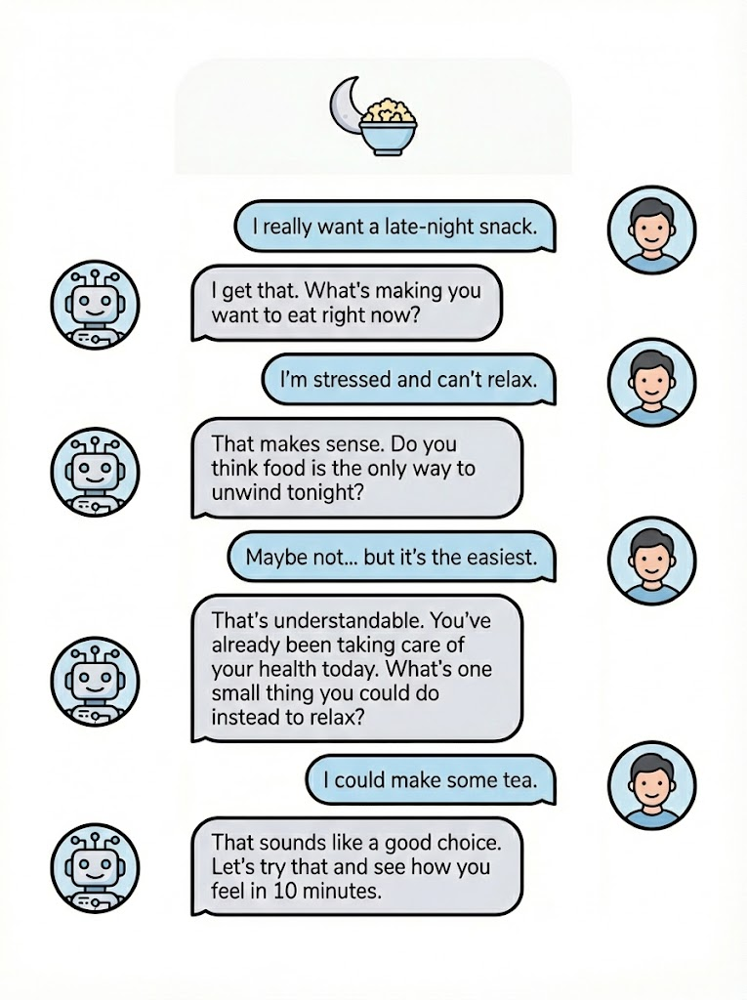 I really want a late-night snack.
I get that. What's making you
want to eat right now?
I'm stressed and can't relax.
That makes sense. Do you
think food is the only way to
unwind tonight?
Maybe not... but it's the easiest.
That's understandable. You've
already been taking care of
your health today. What's one
small thing you could do
instead to relax?
I could make some tea.
That sounds like a good choice.
Let's try that and see how you
feel in 10 minutes.